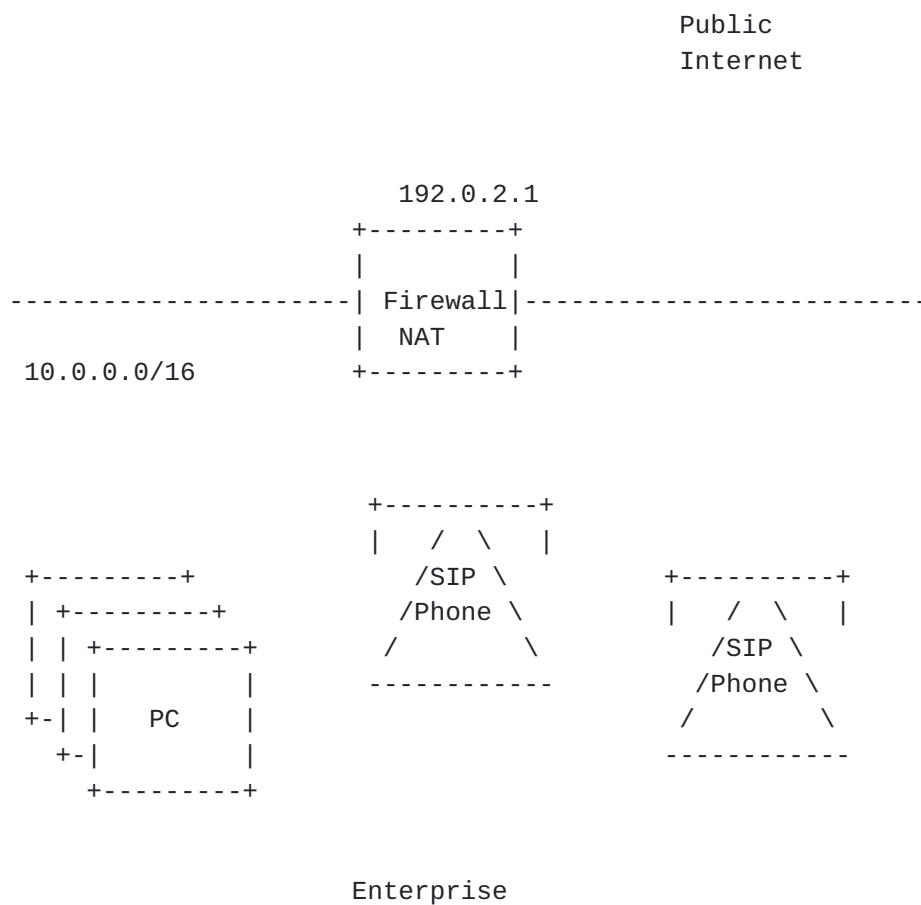 Public
Internet
192.0.2.1
Firewall
NAT
10.0.0.0/16
SIP
Phone
SIP
Phone
PC
Enterprise